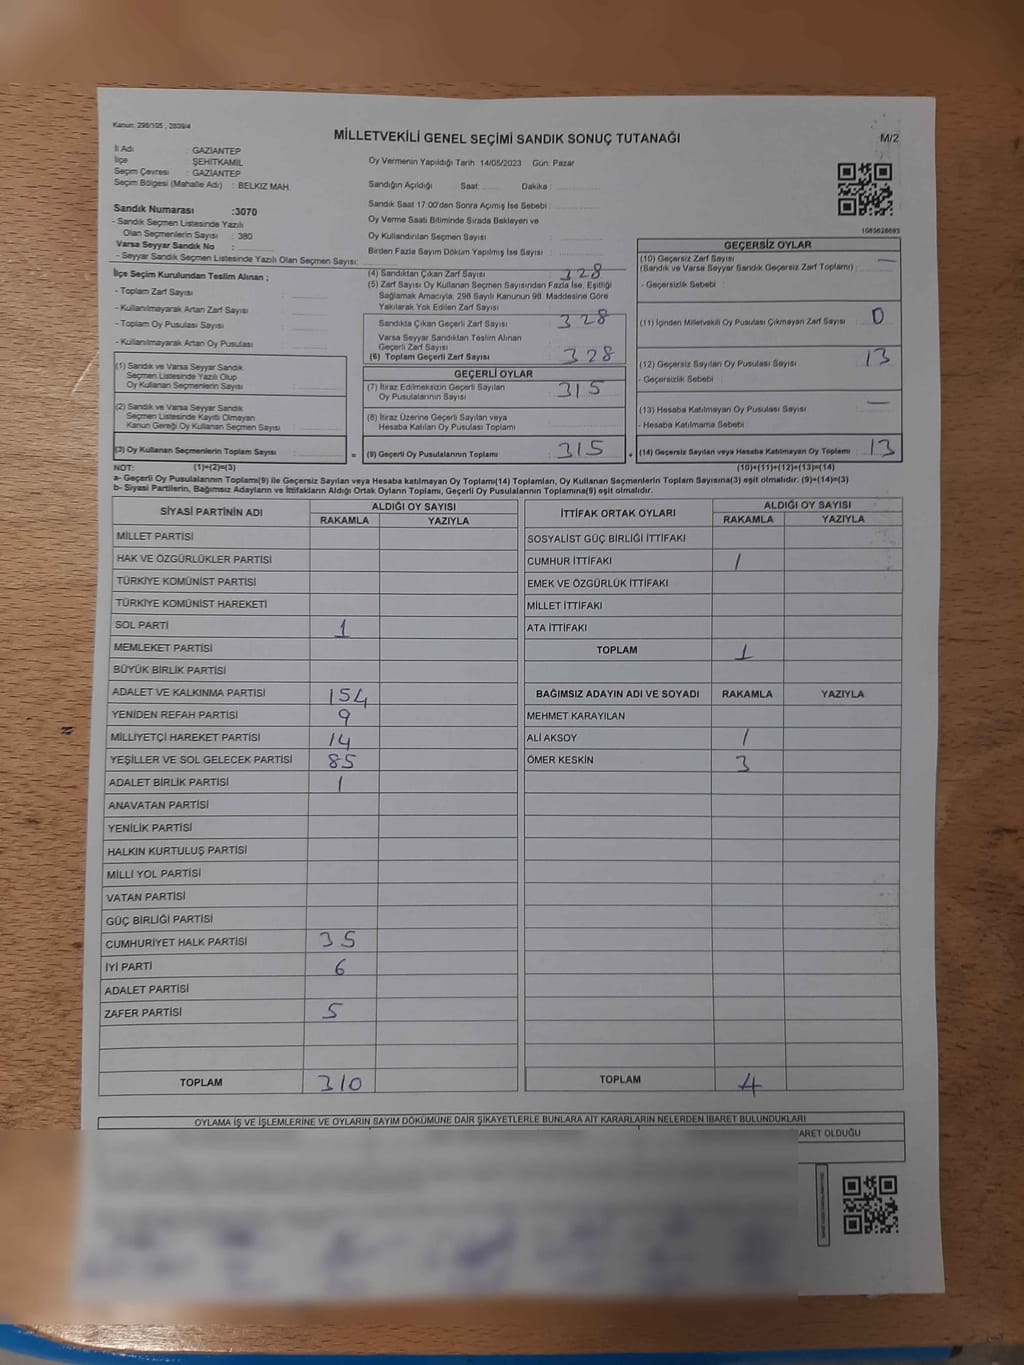 Kanun, 298/105 , 2839/4
MİLLETVEKİLİ GENEL SEÇİMİ SANDIK SONUÇ TUTANAĞI
M/2
İl Adı : GAZİANTEP
İlçe : ŞEHİTKAMİL
Seçim Çevresi : GAZİANTEP
Seçim Bölgesi (Mahalle Adı) : BELKIZ MAH.
Oy Vermenin Yapıldığı Tarih: 14/05/2023 Gün: Pazar
Sandığın Açıldığı Saat: Dakika :
Sandık Saat 17:00'den Sonra Açımış İse Sebebi :
Oy Verme Saati Bitiminde Sırada Bekleyen ve
Oy Kullandırılan Seçmen Sayısı :
Birden Fazla Sayım Döküm Yapılmış İse Sayısı :
Sandık Numarası :3070
- Sandık Seçmen Listesinde Yazılı
Olan Seçmenlerin Sayısı : 380
Varsa Seyyar Sandık No :
- Seyyar Sandık Seçmen Listesinde Yazılı Olan Seçmen Sayısı:
1083628693
İlçe Seçim Kurulundan Teslim Alınan ;
- Toplam Zarf Sayısı :
- Kullanılmayarak Artan Zarf Sayısı :
- Toplam Oy Pusulası Sayısı :
- Kullanılmayarak Artan Oy Pusulası :
(1) Sandık ve Varsa Seyyar Sandık
Seçmen Listesinde Yazılı Olup
Oy Kullanan Seçmenlerin Sayısı :
(2) Sandık ve Varsa Seyyar Sandık
Seçmen Listesinde Kayıtlı Olmayan
Kanun Gereği Oy Kullanan Seçmen Sayısı :
(3) Oy Kullanan Seçmenlerin Toplam Sayısı :
(4) Sandıktan Çıkan Zarf Sayısı : 328
(5) Zarf Sayısı Oy Kullanan Seçmen Sayısından Fazla İse, Eşitliği
Sağlamak Amacıyla, 298 Sayılı Kanunun 98. Maddesine Göre
Yakılarak Yok Edilen Zarf Sayısı :
Sandıkta Çıkan Geçerli Zarf Sayısı : 328
Varsa Seyyar Sandıktan Teslim Alınan
Geçerli Zarf Sayısı :
(6) Toplam Geçerli Zarf Sayısı : 328
GEÇERLİ OYLAR
(7) İtiraz Edilmeksizin Geçerli Sayılan
Oy Pusulalarının Sayısı : 315
(8) İtiraz Üzerine Geçerli Sayılan veya
Hesaba Katılan Oy Pusulası Toplamı :
= (9) Geçerli Oy Pusulalarının Toplamı : 315 +
GEÇERSİZ OYLAR
(10) Geçersiz Zarf Sayısı —
(Sandık ve Varsa Seyyar Sandık Geçersiz Zarf Toplamı) :
- Geçersizlik Sebebi :
(11) İçinden Milletvekili Oy Pusulası Çıkmayan Zarf Sayısı : 0
(12) Geçersiz Sayılan Oy Pusulası Sayısı : 13
- Geçersizlik Sebebi :
(13) Hesaba Katılmayan Oy Pusulası Sayısı : —
- Hesaba Katılmama Sebebi :
(14) Geçersiz Sayılan veya Hesaba Katılmayan Oy Toplamı : 13
NOT: (1)+(2)=(3) (10)+(11)+(12)+(13)=(14)
a- Geçerli Oy Pusulalarının Toplamı(9) ile Geçersiz Sayılan veya Hesaba Katılmayan Oy Toplamı(14) Toplamları, Oy Kullanan Seçmenlerin Toplam Sayısına(3) eşit olmalıdır. (9)+(14)=(3)
b- Siyasi Partilerin, Bağımsız Adayların ve İttifakların Aldığı Ortak Oyların Toplamı, Geçerli Oy Pusulalarının Toplamına(9) eşit olmalıdır.
SİYASİ PARTİNİN ADI ALDIĞI OY SAYISI
RAKAMLA YAZIYLA
MİLLET PARTİSİ
HAK VE ÖZGÜRLÜKLER PARTİSİ
TÜRKİYE KOMÜNİST PARTİSİ
TÜRKİYE KOMÜNİST HAREKETİ
SOL PARTİ 1
MEMLEKET PARTİSİ
BÜYÜK BİRLİK PARTİSİ
ADALET VE KALKINMA PARTİSİ 154
YENİDEN REFAH PARTİSİ 9
MİLLİYETÇİ HAREKET PARTİSİ 14
YEŞİLLER VE SOL GELECEK PARTİSİ 85
ADALET BİRLİK PARTİSİ 1
ANAVATAN PARTİSİ
YENİLİK PARTİSİ
HALKIN KURTULUŞ PARTİSİ
MİLLİ YOL PARTİSİ
VATAN PARTİSİ
GÜÇ BİRLİĞİ PARTİSİ
CUMHURİYET HALK PARTİSİ 35
İYİ PARTİ 6
ADALET PARTİSİ
ZAFER PARTİSİ 5
TOPLAM 310
İTTİFAK ORTAK OYLARI ALDIĞI OY SAYISI
RAKAMLA YAZIYLA
SOSYALİST GÜÇ BİRLİĞİ İTTİFAKI
CUMHUR İTTİFAKI 1
EMEK VE ÖZGÜRLÜK İTTİFAKI
MİLLET İTTİFAKI
ATA İTTİFAKI
TOPLAM 1
BAĞIMSIZ ADAYIN ADI VE SOYADI RAKAMLA YAZIYLA
MEHMET KARAYILAN
ALİ AKSOY 1
ÖMER KESKİN 3
TOPLAM 4
OYLAMA İŞ VE İŞLEMLERİNE VE OYLARIN SAYIM DÖKÜMÜNE DAİR ŞİKAYETLERLE BUNLARA AİT KARARLARIN NELERDEN İBARET BULUNDUKLARI
ARET OLDUĞU